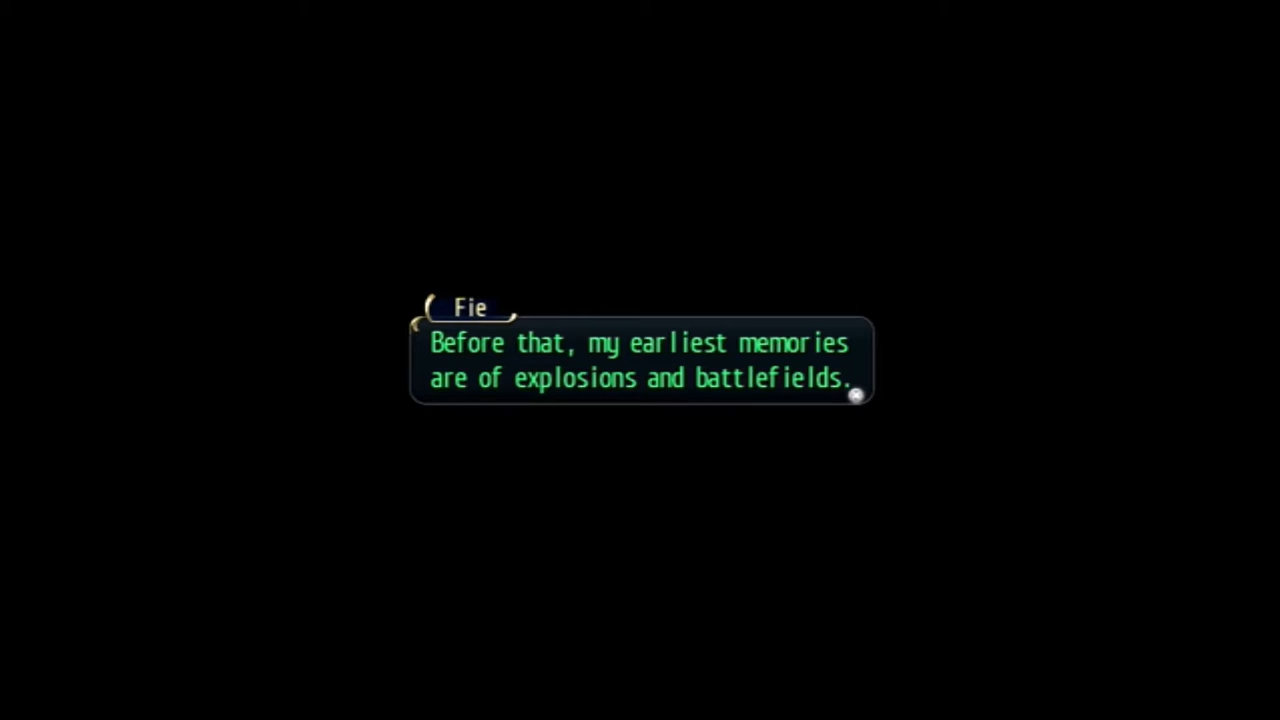 Fie
Before that, my earliest memories
are of explosions and battlefields.